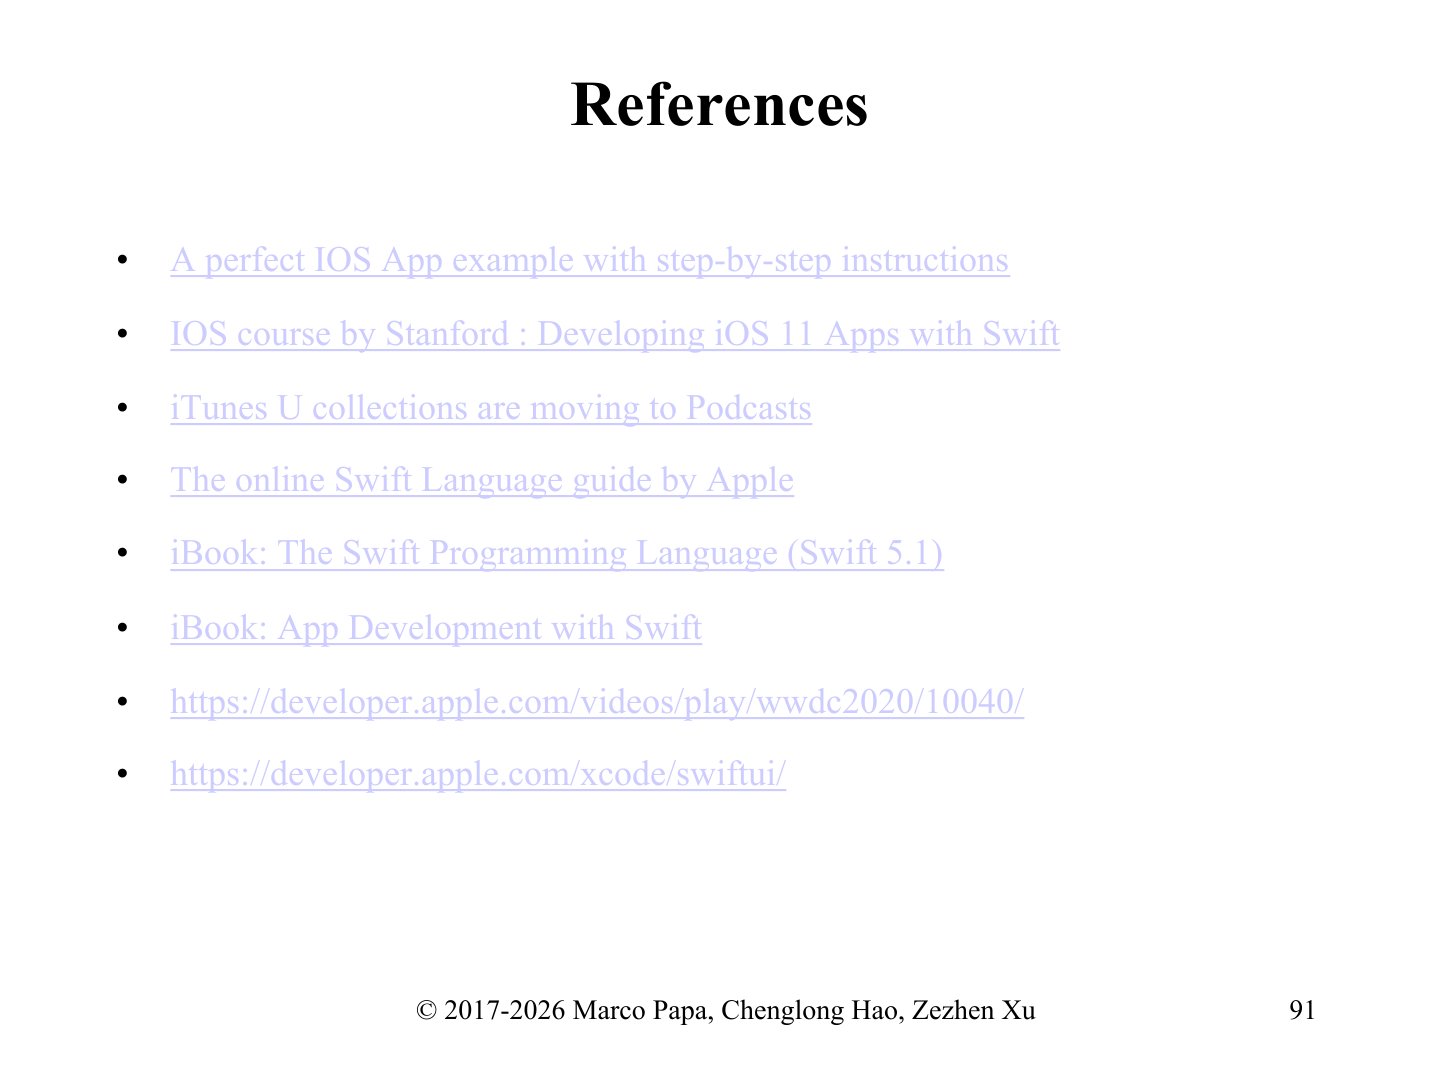 References
• A perfect IOS App example with step-by-step instructions
• IOS course by Stanford : Developing iOS 11 Apps with Swift
• iTunes U collections are moving to Podcasts
• The online Swift Language guide by Apple
• iBook: The Swift Programming Language (Swift 5.1)
• iBook: App Development with Swift
• https://developer.apple.com/videos/play/wwdc2020/10040/
• https://developer.apple.com/xcode/swiftui/
© 2017-2026 Marco Papa, Chenglong Hao, Zezhen Xu 91